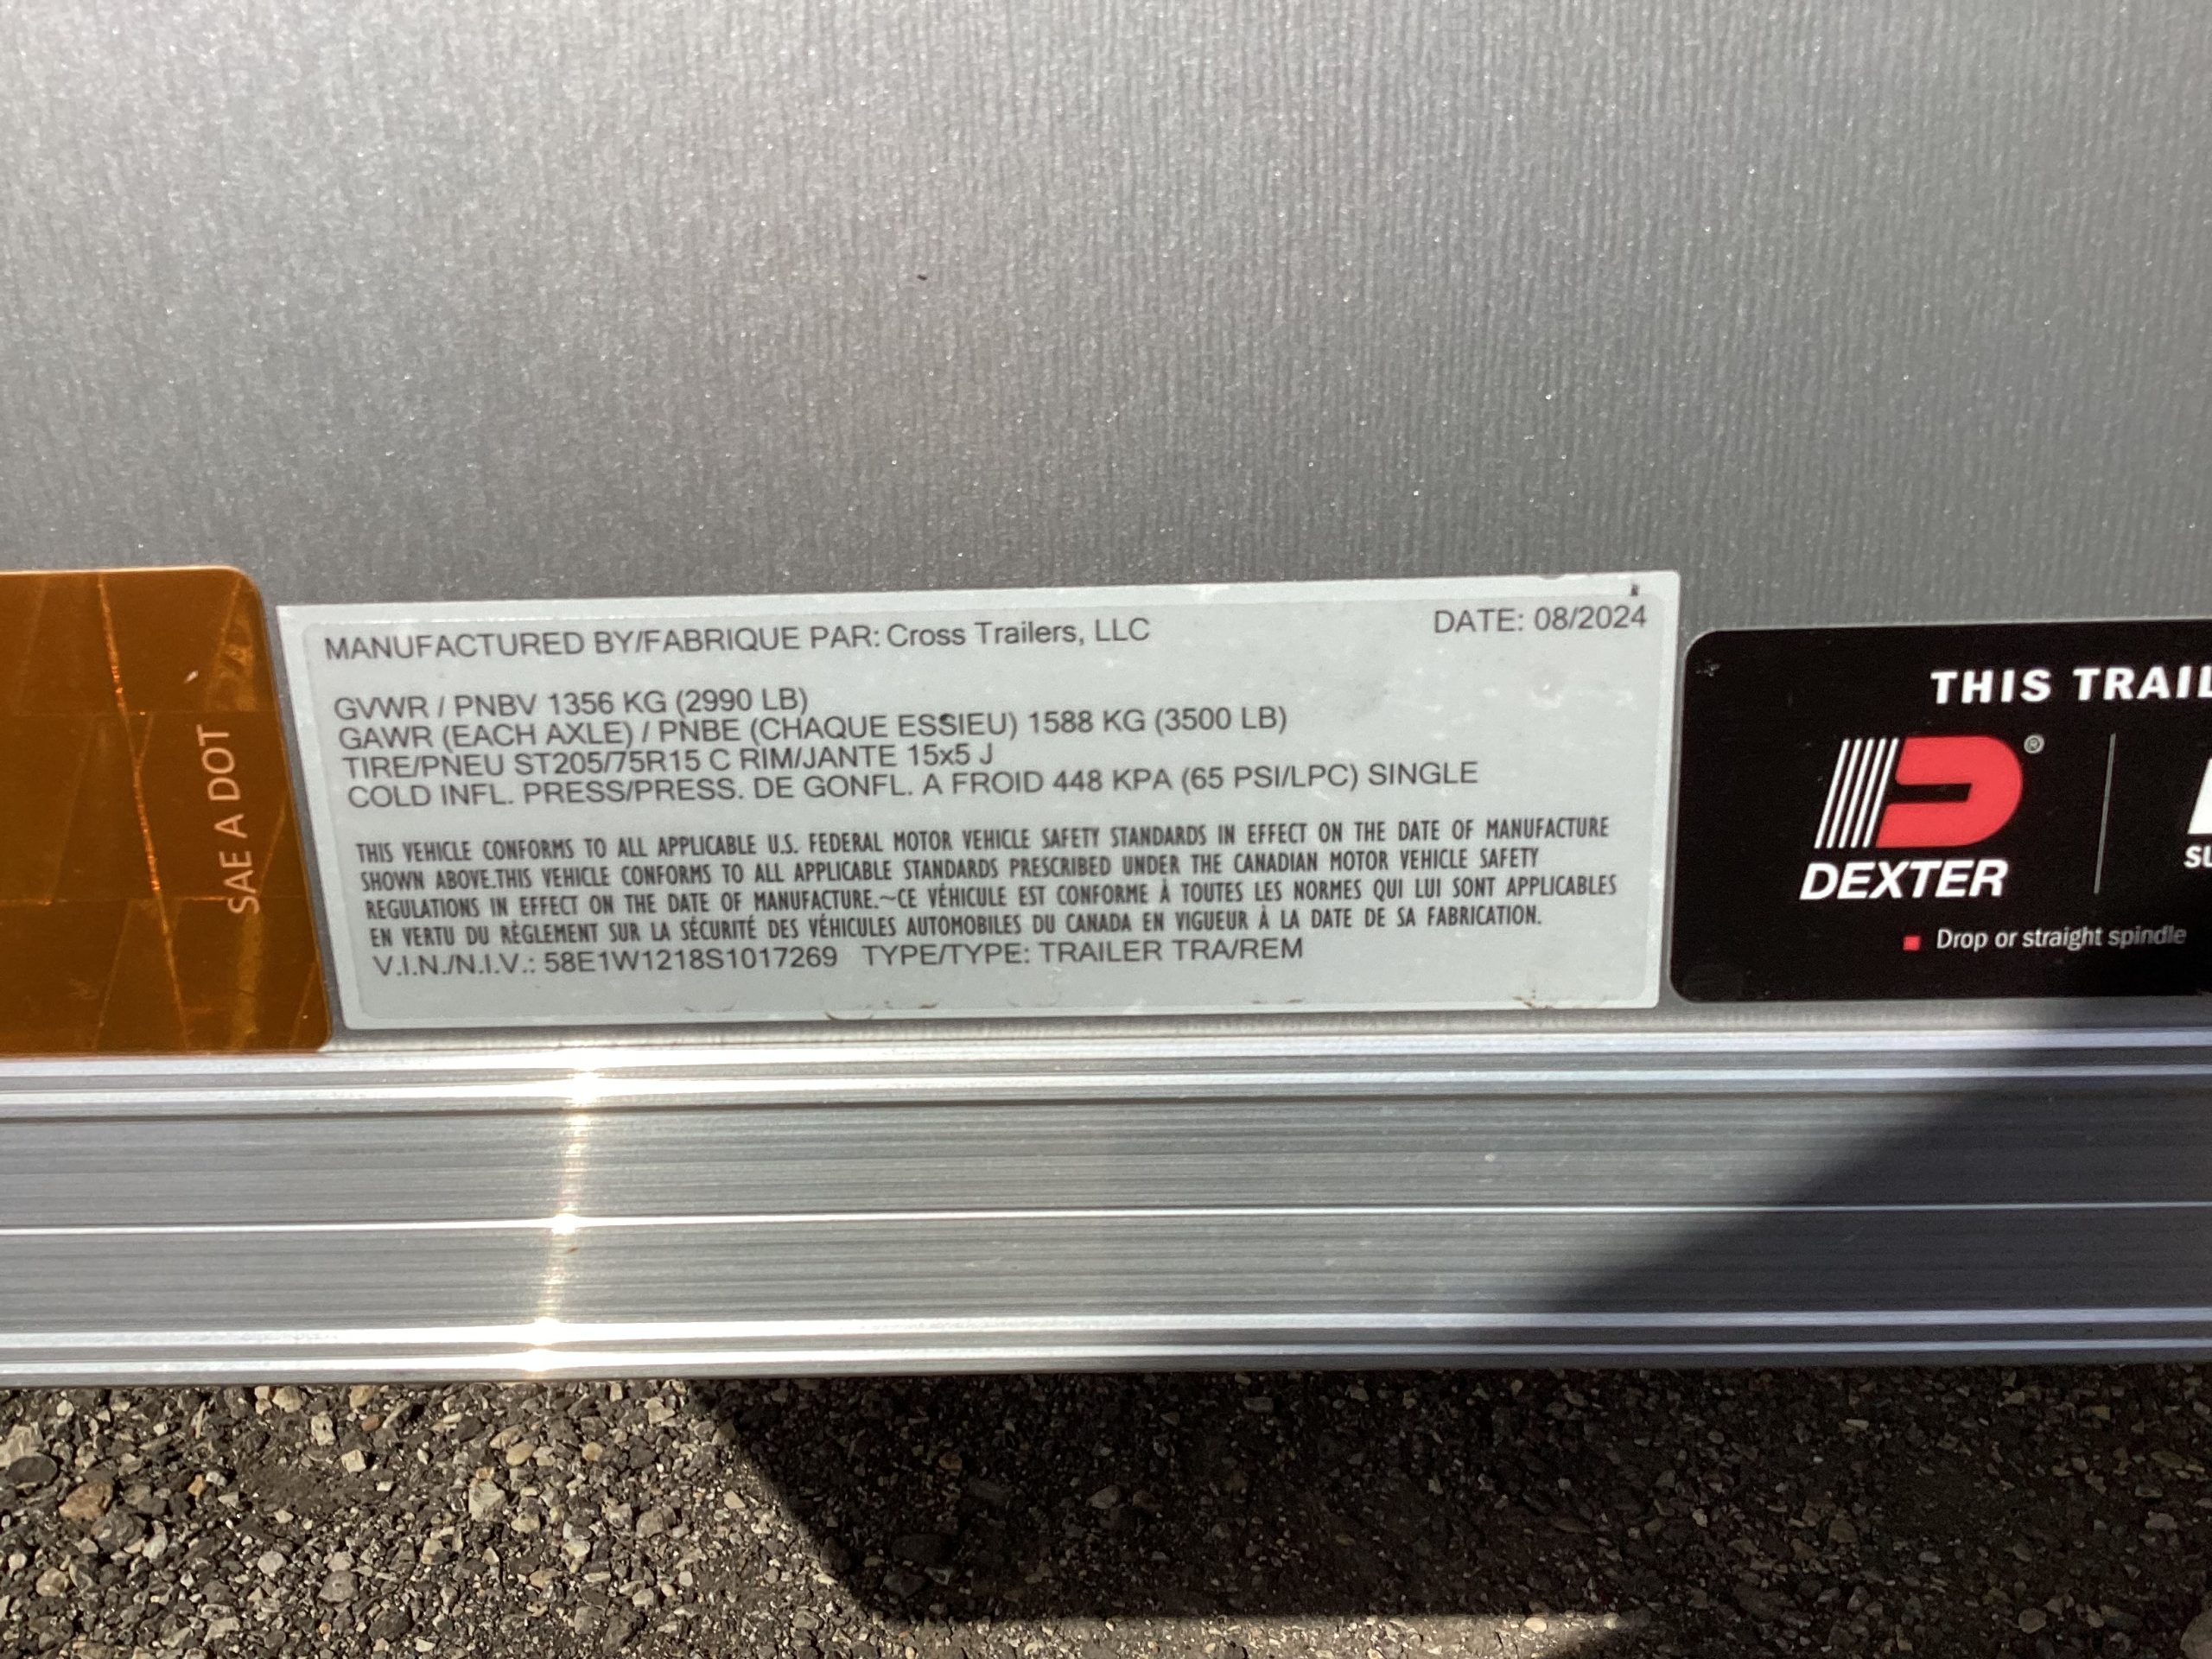 MANUFACTURED BY/FABRIQUE PAR: Cross Trailers, LLC DATE: 08/2024
GVWR / PNBV 1356 KG (2990 LB)
GAWR (EACH AXLE) / PNBE (CHAQUE ESSIEU) 1588 KG (3500 LB)
TIRE/PNEU ST205/75R15 C RIM/JANTE 15x5 J
COLD INFL. PRESS/PRESS. DE GONFL. A FROID 448 KPA (65 PSI/LPC) SINGLE
THIS VEHICLE CONFORMS TO ALL APPLICABLE U.S. FEDERAL MOTOR VEHICLE SAFETY STANDARDS IN EFFECT ON THE DATE OF MANUFACTURE
SHOWN ABOVE.THIS VEHICLE CONFORMS TO ALL APPLICABLE STANDARDS PRESCRIBED UNDER THE CANADIAN MOTOR VEHICLE SAFETY
REGULATIONS IN EFFECT ON THE DATE OF MANUFACTURE.~CE VÉHICULE EST CONFORME À TOUTES LES NORMES QUI LUI SONT APPLICABLES
EN VERTU DU RÈGLEMENT SUR LA SÉCURITÉ DES VÉHICULES AUTOMOBILES DU CANADA EN VIGUEUR À LA DATE DE SA FABRICATION.
V.I.N./N.I.V.: 58E1W1218S1017269 TYPE/TYPE: TRAILER TRA/REM
SAE A DOT
THIS TRAIL
DEXTER®
Drop or straight spindle